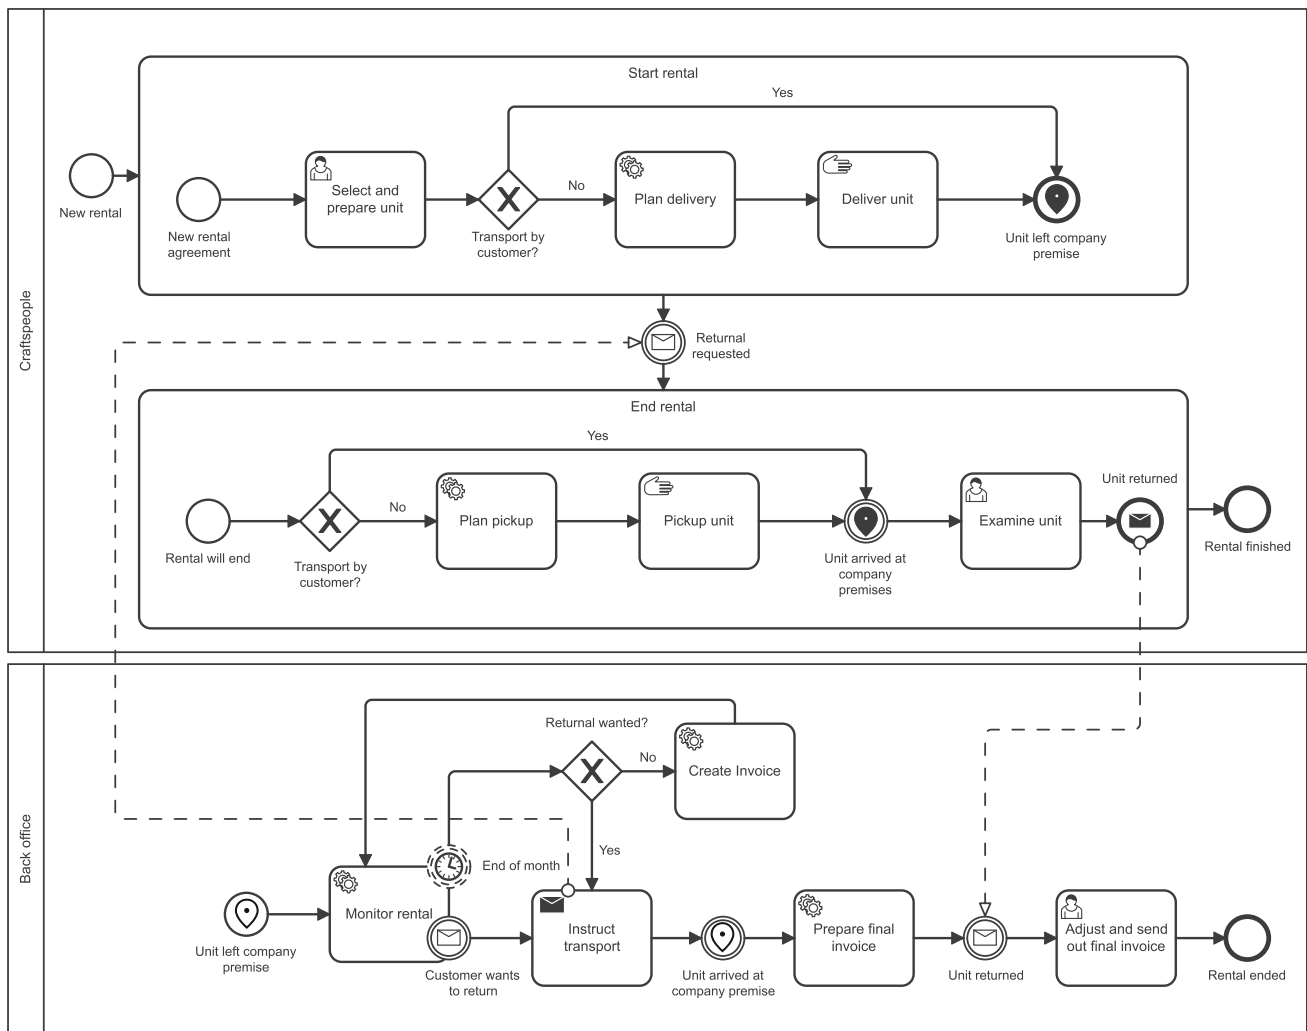 Craftspeople
Start rental
Yes
New rental
New rental
agreement
Select and
prepare unit
Transport by
customer?
No
Plan delivery
Deliver unit
Unit left company
premise
Returnal
requested
End rental
Yes
Rental will end
Transport by
customer?
No
Plan pickup
Pickup unit
Unit arrived at
company
premises
Examine unit
Unit returned
Rental finished
Back office
Returnal wanted?
No
Create Invoice
Yes
End of month
Unit left company
premise
Monitor rental
Customer wants
to return
Instruct
transport
Unit arrived at
company premise
Prepare final
invoice
Unit returned
Adjust and send
out final invoice
Rental ended